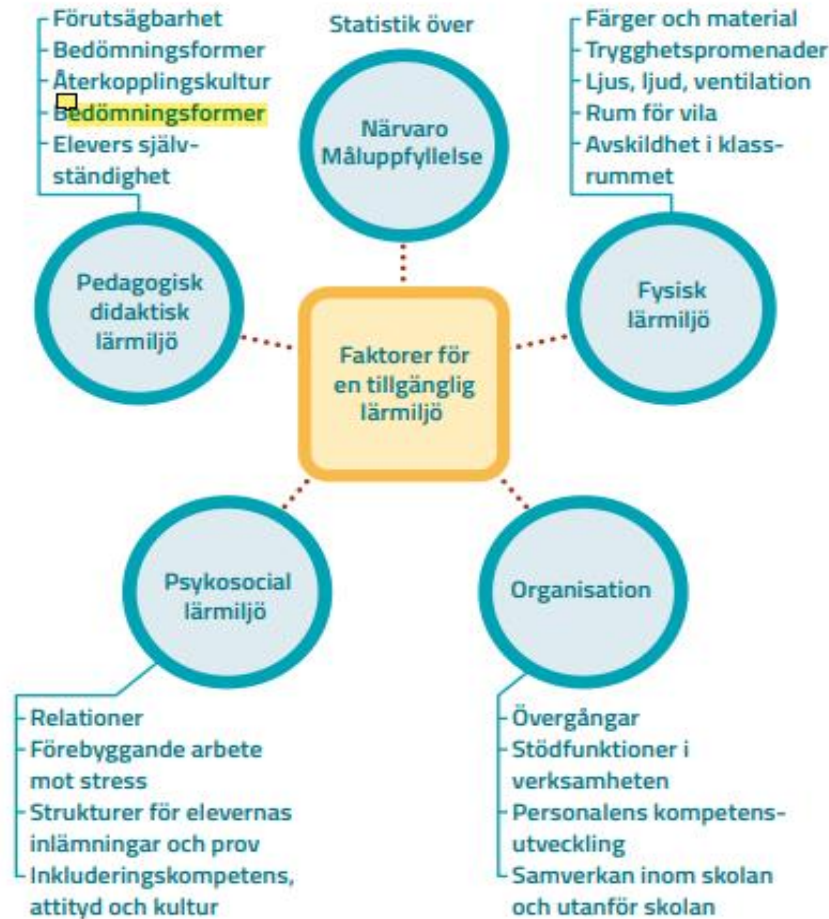 Förutsägbarhet
Bedömningsformer
Återkopplingskultur
Bedömningsformer
Elevers själv-
ständighet
Pedagogisk
didaktisk
lärmiljö
Statistik över
Närvaro
Måluppfyllelse
Färger och material
Trygghetspromenader
Ljus, ljud, ventilation
Rum för vila
Avskildhet i klass-
rummet
Fysisk
lärmiljö
Faktorer för
en tillgänglig
lärmiljö
Psykosocial
lärmiljö
Relationer
Förebyggande arbete
mot stress
Strukturer för elevernas
inlämningar och prov
Inkluderingskompetens,
attityd och kultur
Organisation
Övergångar
Stödfunktioner i
verksamheten
Personalens kompetens-
utveckling
Samverkan inom skolan
och utanför skolan